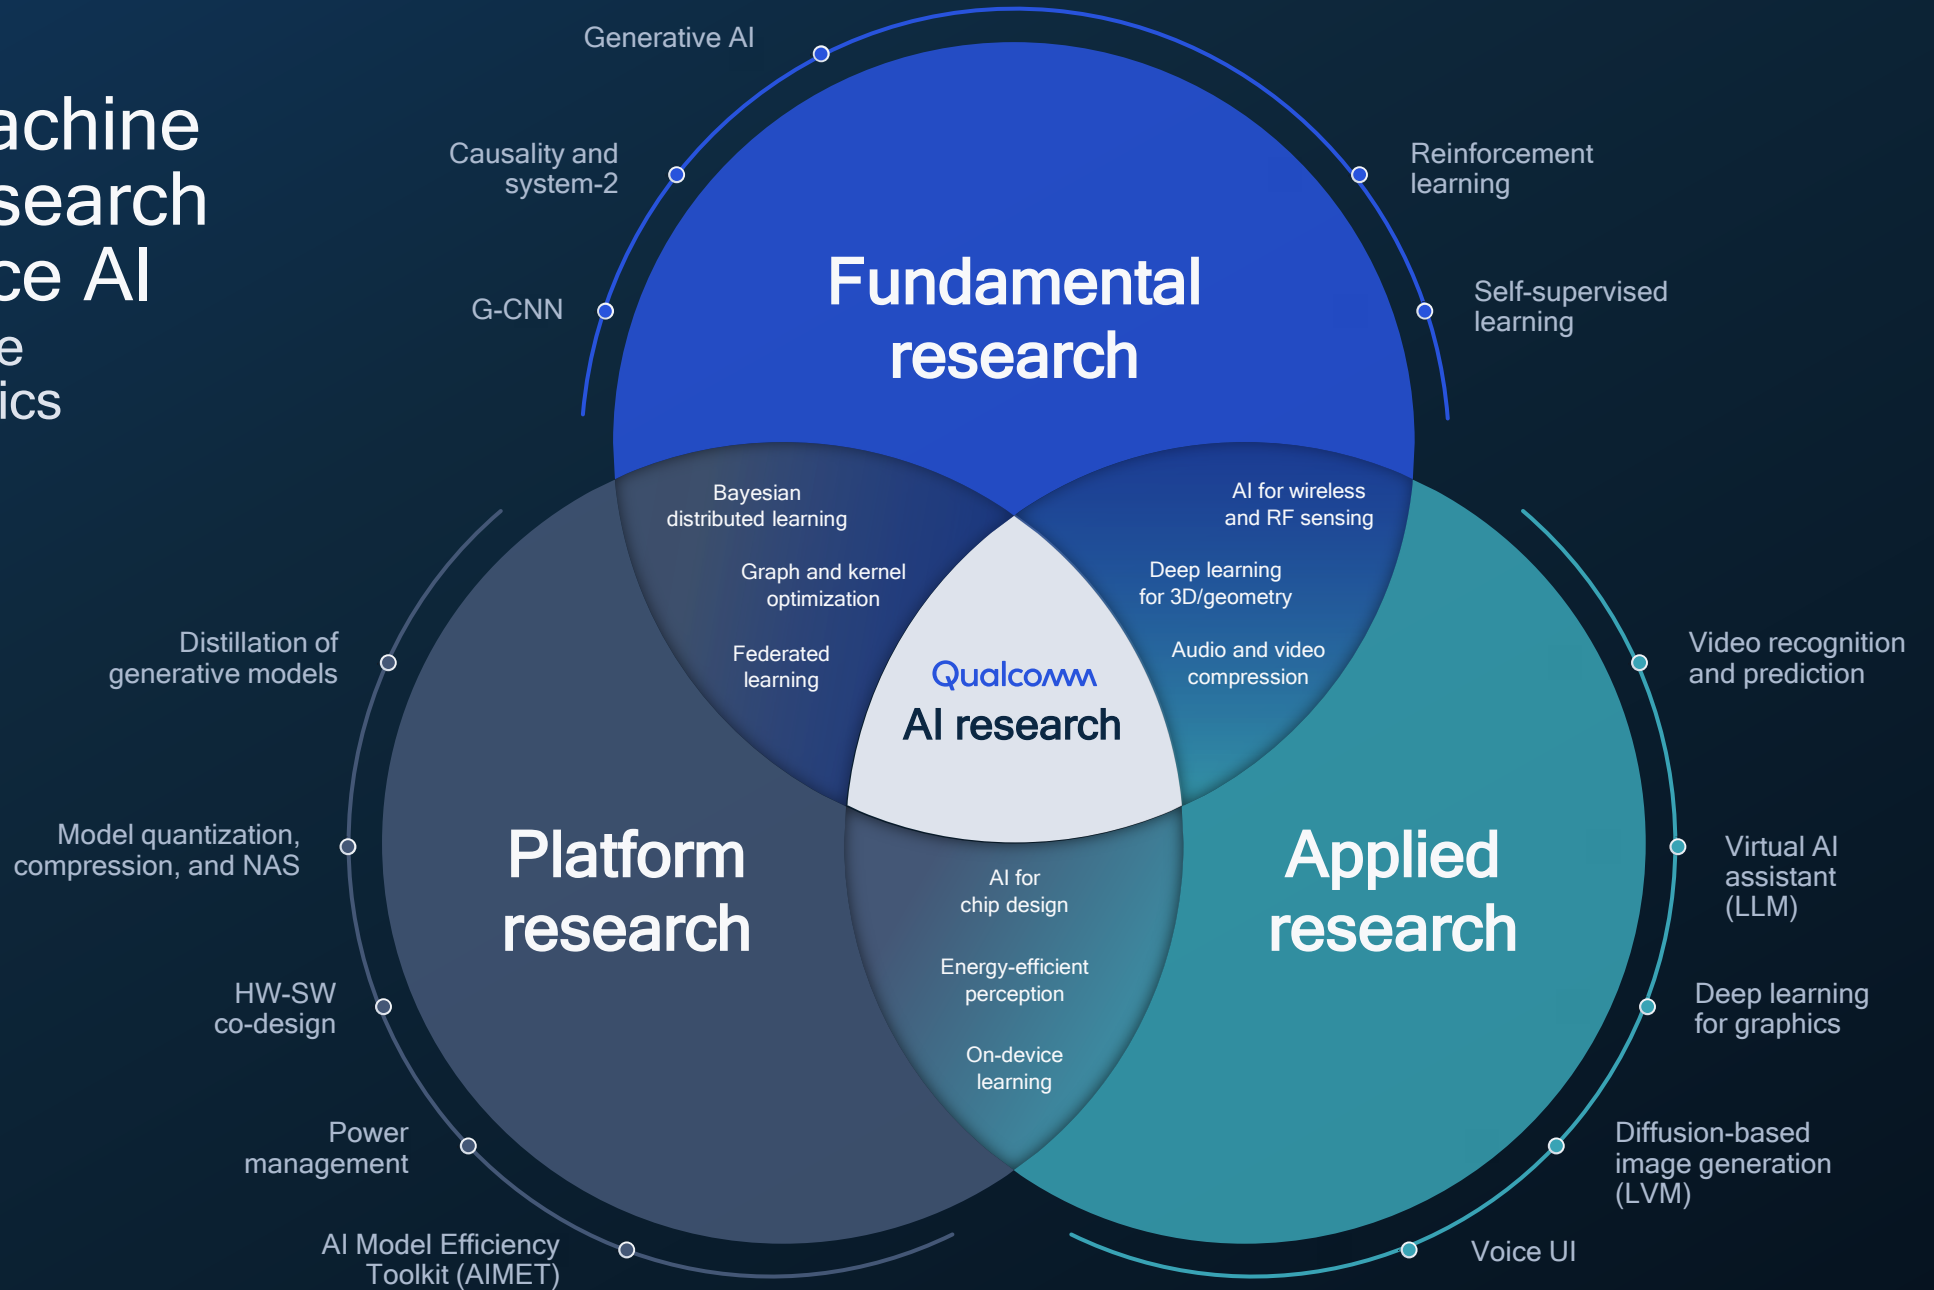 achine
search
ce AI
e
ics
Generative AI
Causality and
system-2
G-CNN
Reinforcement
learning
Self-supervised
learning
Fundamental
research
Bayesian
distributed learning
Graph and kernel
optimization
Federated
learning
AI for wireless
and RF sensing
Deep learning
for 3D/geometry
Audio and video
compression
Qualcomm
AI research
Distillation of
generative models
Model quantization,
compression, and NAS
HW-SW
co-design
Power
management
AI Model Efficiency
Toolkit (AIMET)
Platform
research
AI for
chip design
Energy-efficient
perception
On-device
learning
Applied
research
Video recognition
and prediction
Virtual AI
assistant
(LLM)
Deep learning
for graphics
Diffusion-based
image generation
(LVM)
Voice UI